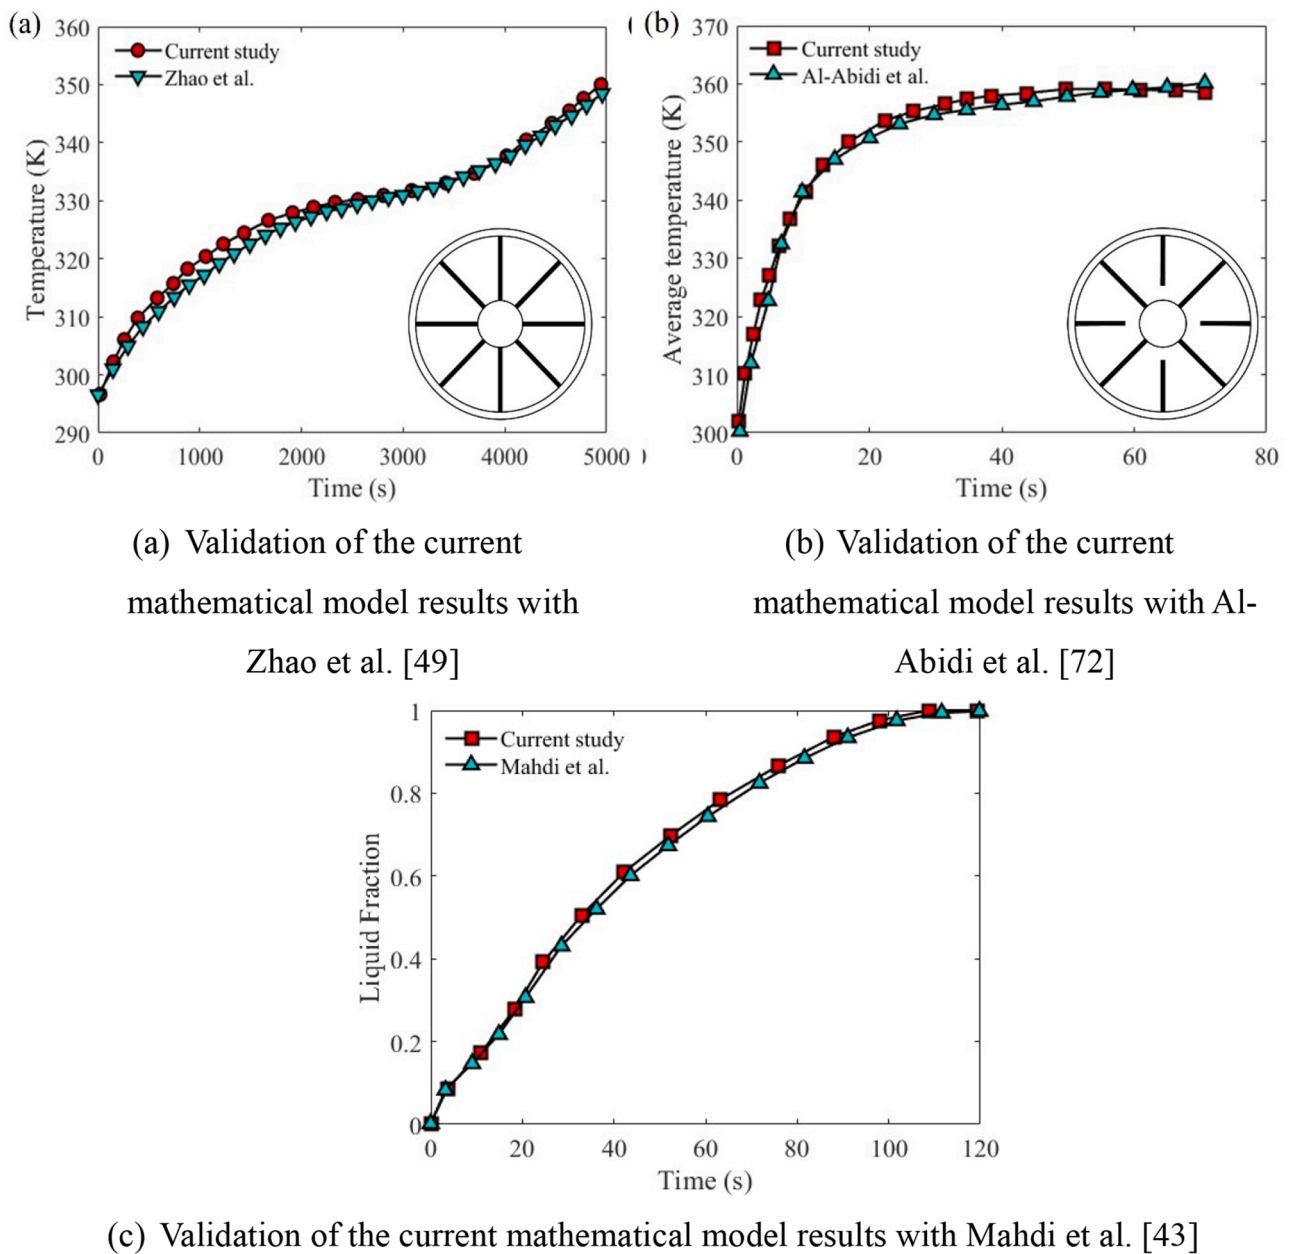 (a)
360
350
340
330
320
310
300
290
Temperature (K)
Current study
Zhao et al.
0 1000 2000 3000 4000 5000
Time (s)
(b)
370
360
350
340
330
320
310
300
Average temperature (K)
Current study
Al-Abidi et al.
0 20 40 60 80
Time (s)
(a) Validation of the current
mathematical model results with
Zhao et al. [49]
(b) Validation of the current
mathematical model results with Al-
Abidi et al. [72]
1
0.8
0.6
0.4
0.2
0
Liquid Fraction
Current study
Mahdi et al.
0 20 40 60 80 100 120
Time (s)
(c) Validation of the current mathematical model results with Mahdi et al. [43]